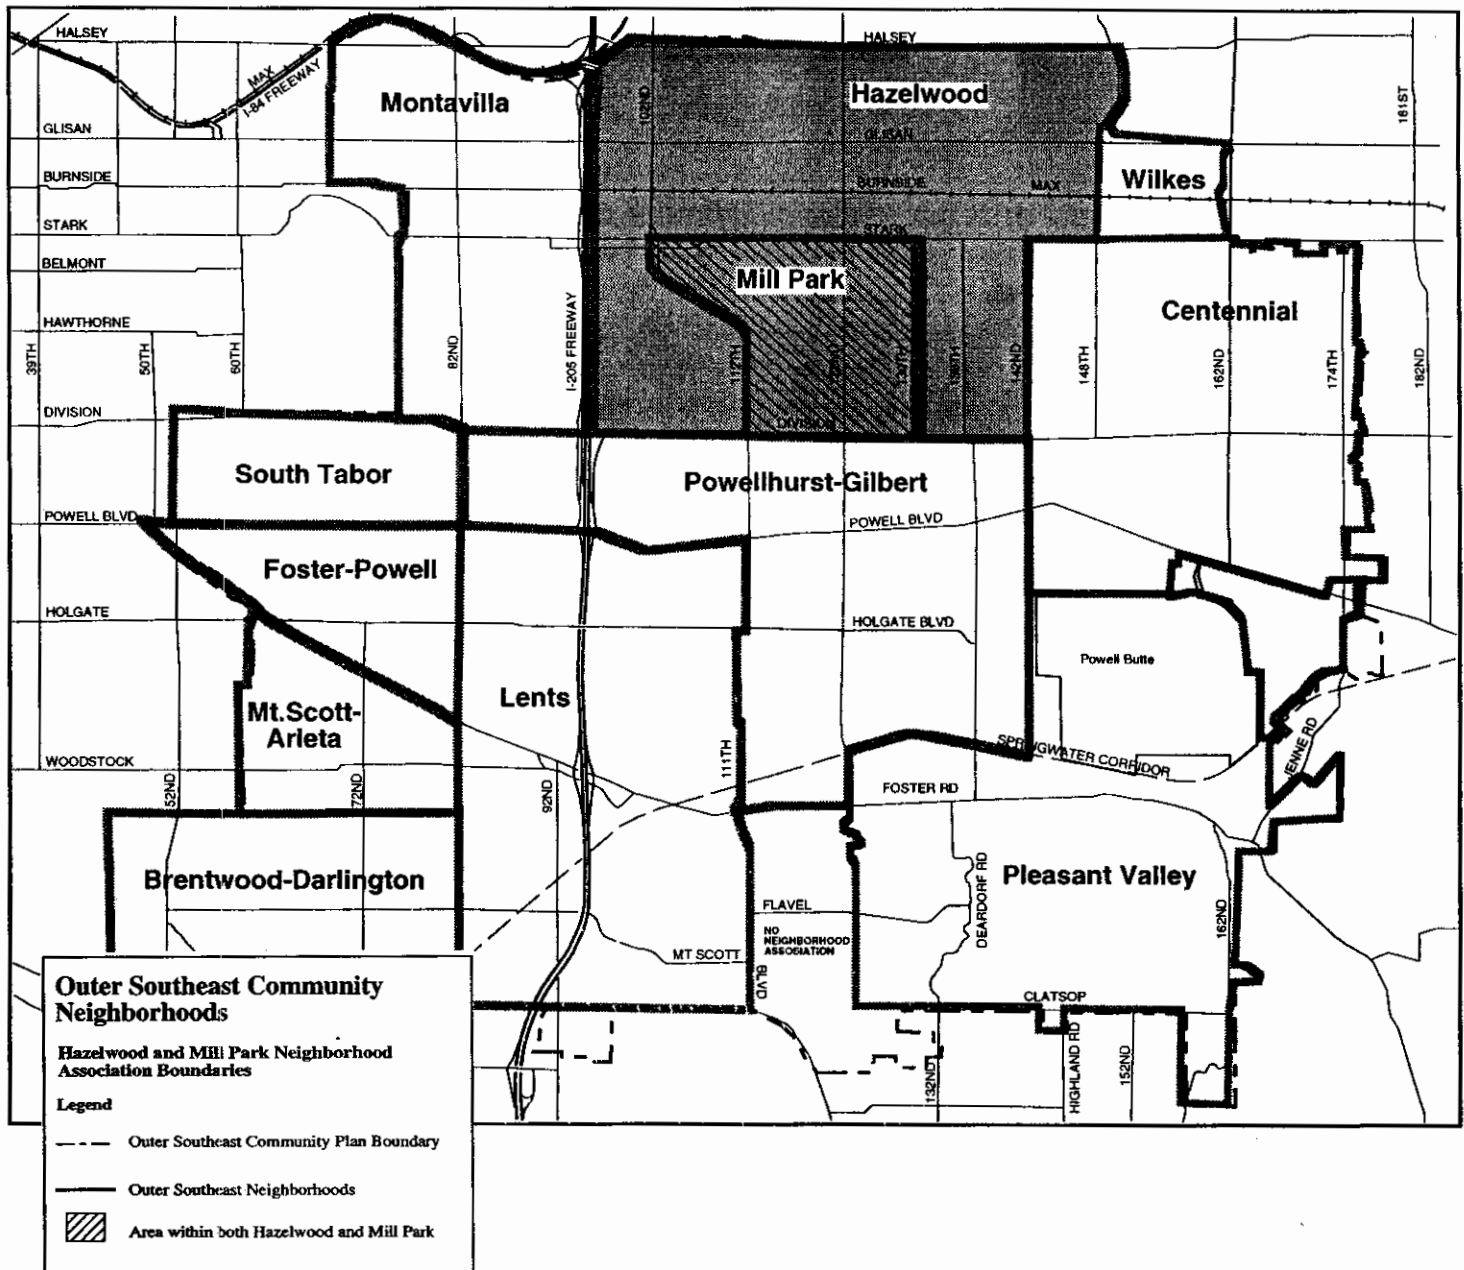 HALSEY
HALSEY
MAX
I-84 FREEWAY
Montavilla
102ND
Hazelwood
181ST
GLISAN
GLISAN
BURNSIDE
BURNSIDE
MAX
Wilkes
STARK
STARK
BELMONT
Mill Park
Centennial
HAWTHORNE
39TH
50TH
60TH
82ND
I-205 FREEWAY
112TH
142ND
148TH
162ND
174TH
182ND
DIVISION
DIVISION
South Tabor
Powellhurst-Gilbert
POWELL BLVD
POWELL BLVD
Foster-Powell
HOLGATE
HOLGATE BLVD
Powell Butte
Lents
Mt.Scott-
Arleta
WOODSTOCK
52ND
72ND
92ND
111TH
SPRINGWATER CORRIDOR
JENNE RD
FOSTER RD
Brentwood-Darlington
Pleasant Valley
DEARDORF RD
162ND
FLAVEL
NO
NEIGHBORHOOD
ASSOCIATION
MT SCOTT
BLVD
CLATSOP
132ND
HIGHLAND RD
152ND
Outer Southeast Community
Neighborhoods
Hazelwood and Mill Park Neighborhood
Association Boundaries
Legend
Outer Southeast Community Plan Boundary
Outer Southeast Neighborhoods
Area within both Hazelwood and Mill Park